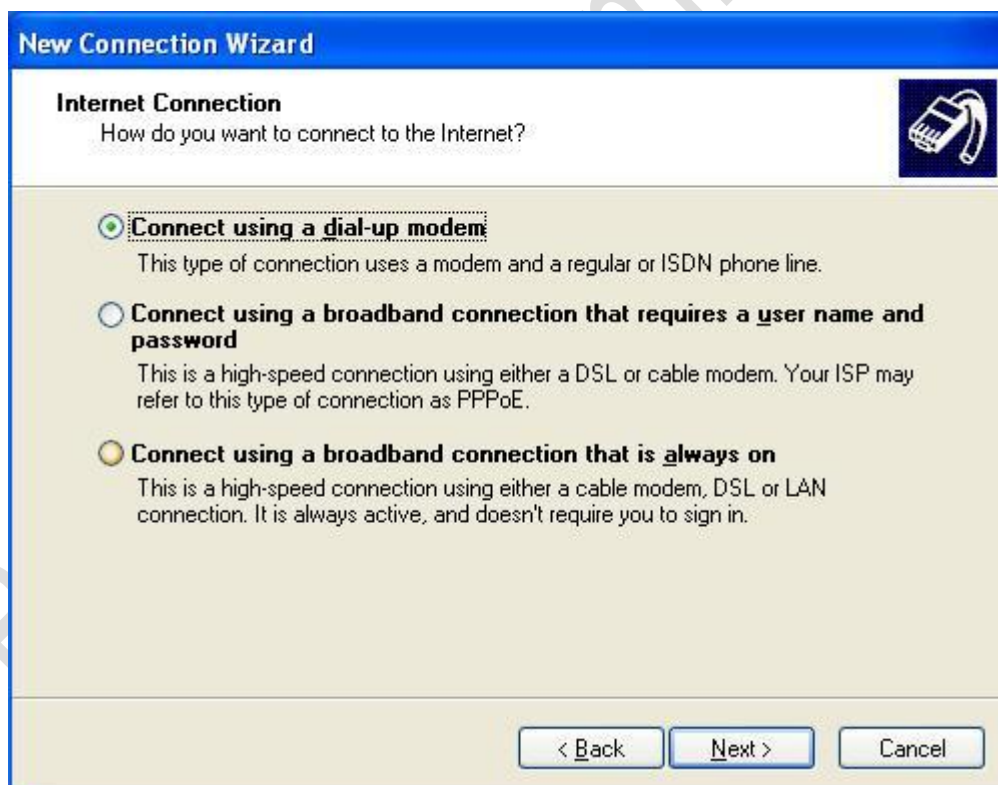 New Connection Wizard
Internet Connection
How do you want to connect to the Internet?
Connect using a dial-up modem
This type of connection uses a modem and a regular or ISDN phone line.
Connect using a broadband connection that requires a user name and
password
This is a high-speed connection using either a DSL or cable modem. Your ISP may
refer to this type of connection as PPPoE.
Connect using a broadband connection that is always on
This is a high-speed connection using either a cable modem, DSL or LAN
connection. It is always active, and doesn't require you to sign in.
< Back
Next >
Cancel